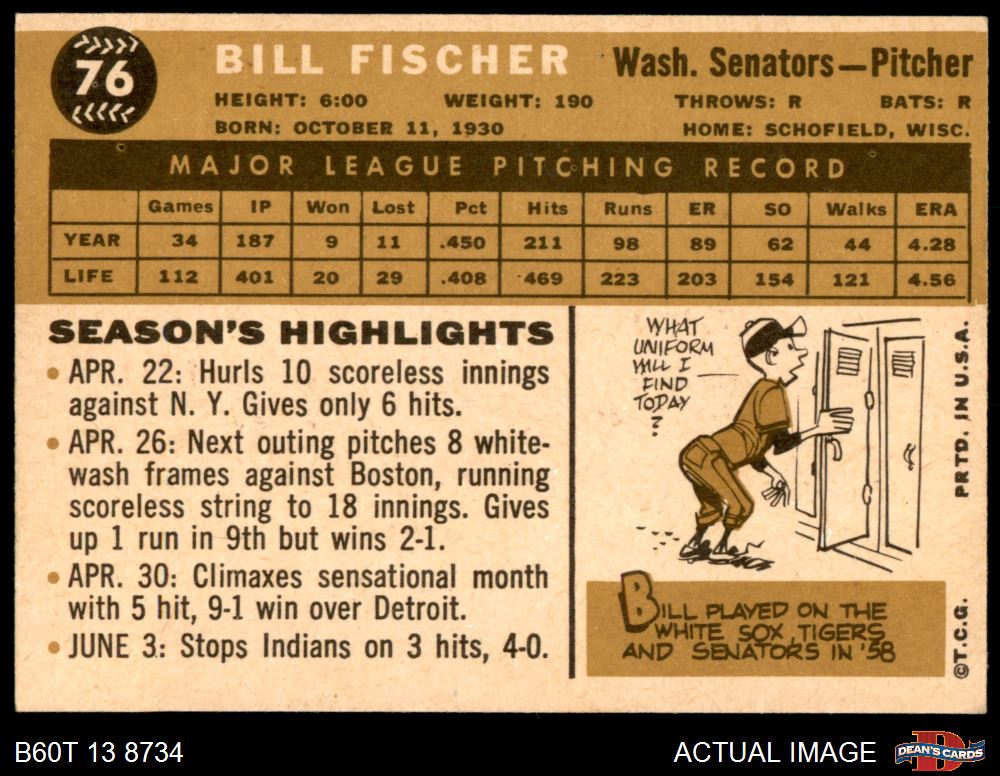 76
BILL FISCHER
Wash. Senators—Pitcher
HEIGHT: 6:00 WEIGHT: 190 THROWS: R BATS: R
BORN: OCTOBER 11, 1930 HOME: SCHOFIELD, WISC.
MAJOR LEAGUE PITCHING RECORD
Games IP Won Lost Pct Hits Runs ER SO Walks ERA
YEAR 34 187 9 11 .450 211 98 89 62 44 4.28
LIFE 112 401 20 29 .408 469 223 203 154 121 4.56
SEASON'S HIGHLIGHTS
• APR. 22: Hurls 10 scoreless innings
against N. Y. Gives only 6 hits.
• APR. 26: Next outing pitches 8 white-
wash frames against Boston, running
scoreless string to 18 innings. Gives
up 1 run in 9th but wins 2-1.
• APR. 30: Climaxes sensational month
with 5 hit, 9-1 win over Detroit.
• JUNE 3: Stops Indians on 3 hits, 4-0.
WHAT
UNIFORM
WILL I
FIND
TODAY
?
BILL PLAYED ON THE
WHITE SOX, TIGERS
AND SENATORS IN '58
PRTD. IN U.S.A.
©T.C.G.
B60T 13 8734
ACTUAL IMAGE
D
DEAN'S CARDS